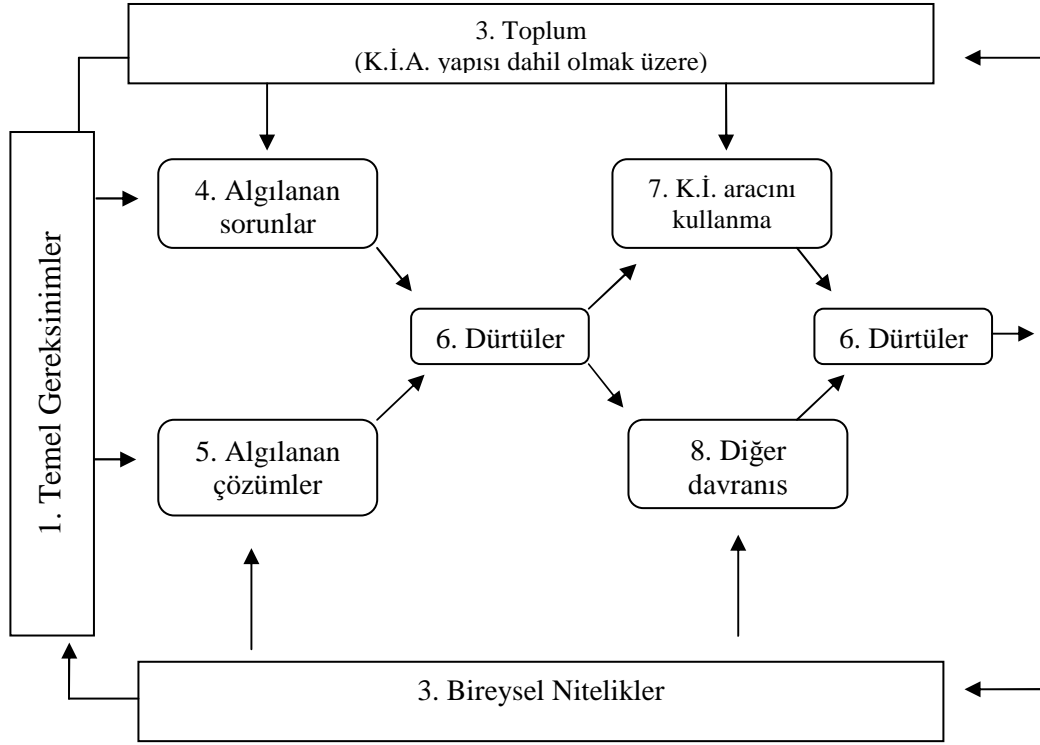 3. Toplum
(K.İ.A. yapısı dahil olmak üzere)
1. Temel Gereksinimler
4. Algılanan
sorunlar
7. K.İ. aracını
kullanma
6. Dürtüler
6. Dürtüler
5. Algılanan
çözümler
8. Diğer
davranıs
3. Bireysel Nitelikler